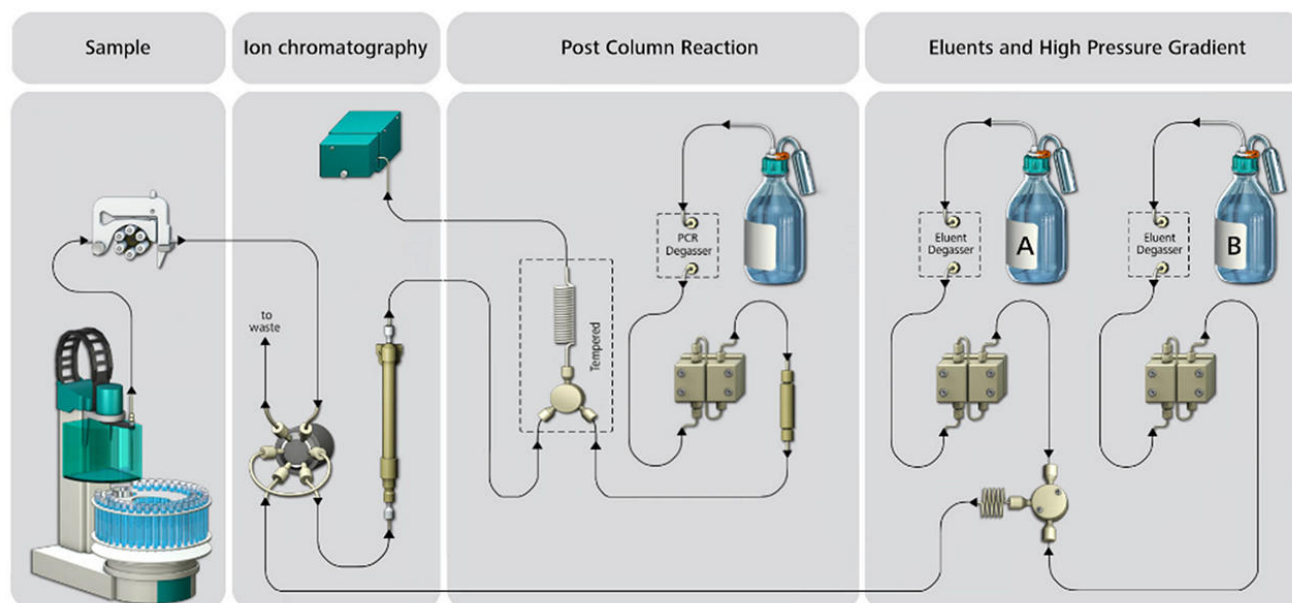 Sample
Ion chromatography
Post Column Reaction
Eluents and High Pressure Gradient
to
waste
Tempered
PCR
Degasser
Eluent
Degasser
A
Eluent
Degasser
B